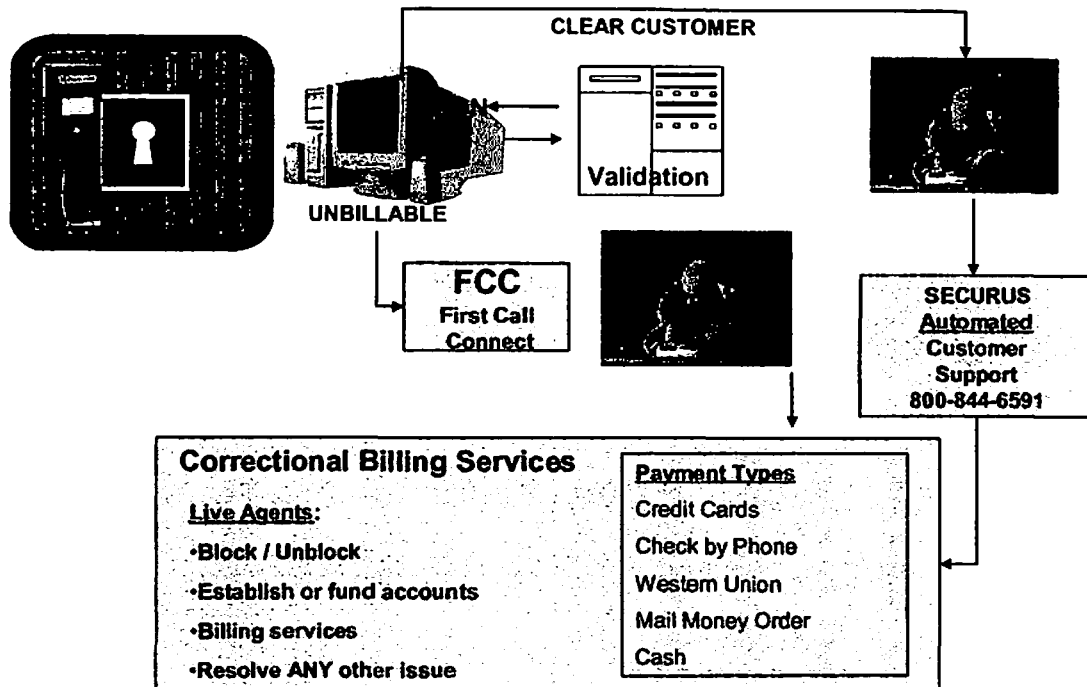 CLEAR CUSTOMER
N
Validation
UNBILLABLE
FCC
First Call
Connect
SECURUS
Automated
Customer
Support
800-844-6591
Correctional Billing Services
Live Agents:
•Block / Unblock
•Establish or fund accounts
•Billing services
•Resolve ANY other issue
Payment Types
Credit Cards
Check by Phone
Western Union
Mail Money Order
Cash